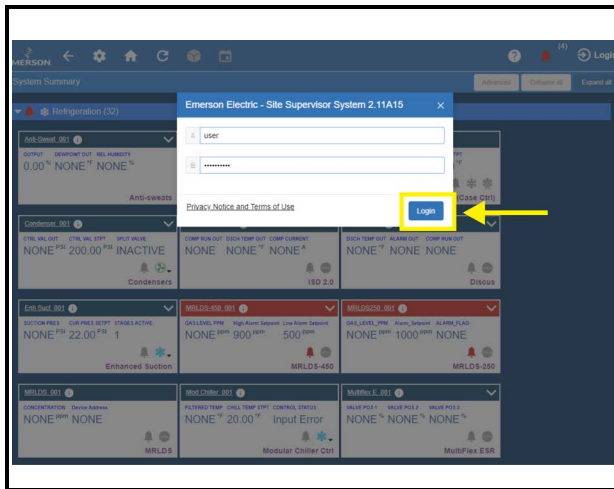 EMERSON
(4)
Login
System Summary
Advanced
Collapse all
Expand all
Refrigeration (32)
Emerson Electric - Site Supervisor System 2.11A15
user
••••••••••
Privacy Notice and Terms of Use
Login
Anti-Sweat_001
OUTPUT DEWPOINT OUT REL HUMIDITY
0.00 % NONE °F NONE %
Anti-sweats
(Case Ctrl)
Condenser_001
CTRL VAL OUT CTRL VAL STPT SPLIT VALVE
NONE PSI 200.00 PSI INACTIVE
Condensers
COMP RUN OUT DSCH TEMP OUT COMP CURRENT
NONE NONE °F NONE A
ISD 2.0
DSCH TEMP OUT ALARM OUT COMP RUN OUT
NONE °F NONE NONE
Discus
Enh Suct_001
SUCTION PRES CUR PRES SETPT STAGES ACTIVE
NONE PSI 22.00 PSI 1
Enhanced Suction
MRLDS-450_001
GAS LEVEL_PPM High Alarm Setpoint Low Alarm Setpoint
NONE ppm 900 ppm 500 ppm
MRLDS-450
MRLDS250_001
GAS_LEVEL_PPM Alarm_Setpoint ALARM_FLAG
NONE ppm 1000 ppm NONE
MRLDS-250
MRLDS_001
CONCENTRATION Device Address
NONE ppm NONE
MRLDS
Mod Chiller_001
FILTERED TEMP CHILL TEMP STPT CONTROL STATUS
NONE °F 20.00 °F Input Error
Modular Chiller Ctrl
Multiflex E_001
VALVE POS 1 VALVE POS 2 VALVE POS 3
NONE % NONE % NONE %
MultiFlex ESR